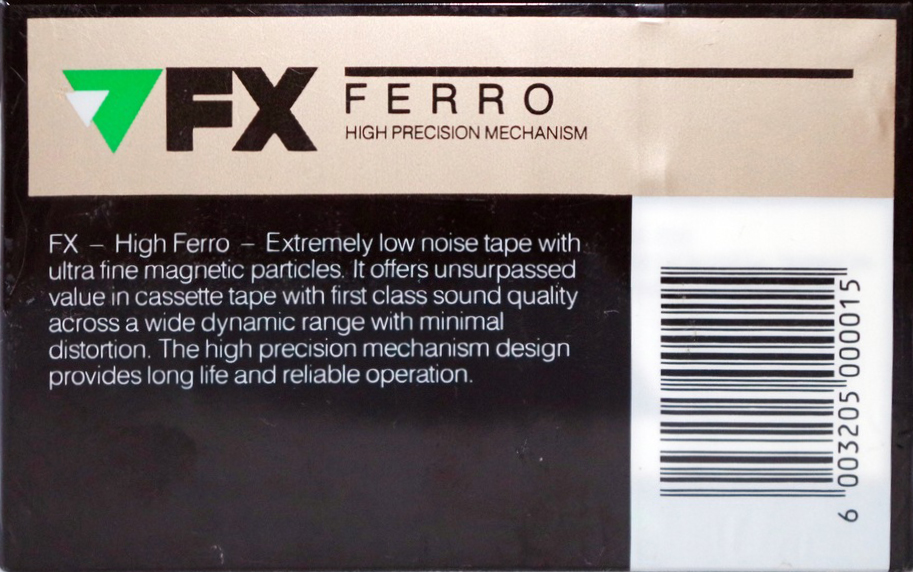 FX
FERRO
HIGH PRECISION MECHANISM
FX – High Ferro – Extremely low noise tape with
ultra fine magnetic particles. It offers unsurpassed
value in cassette tape with first class sound quality
across a wide dynamic range with minimal
distortion. The high precision mechanism design
provides long life and reliable operation.
6 003205 000015